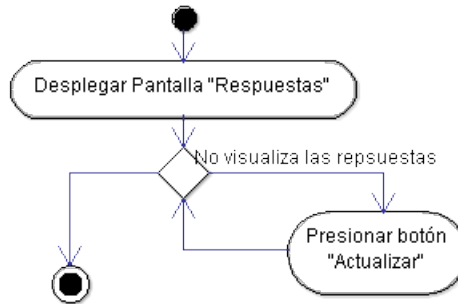 Desplegar Pantalla "Respuestas"
No visualiza las repsuestas
Presionar botón
"Actualizar"